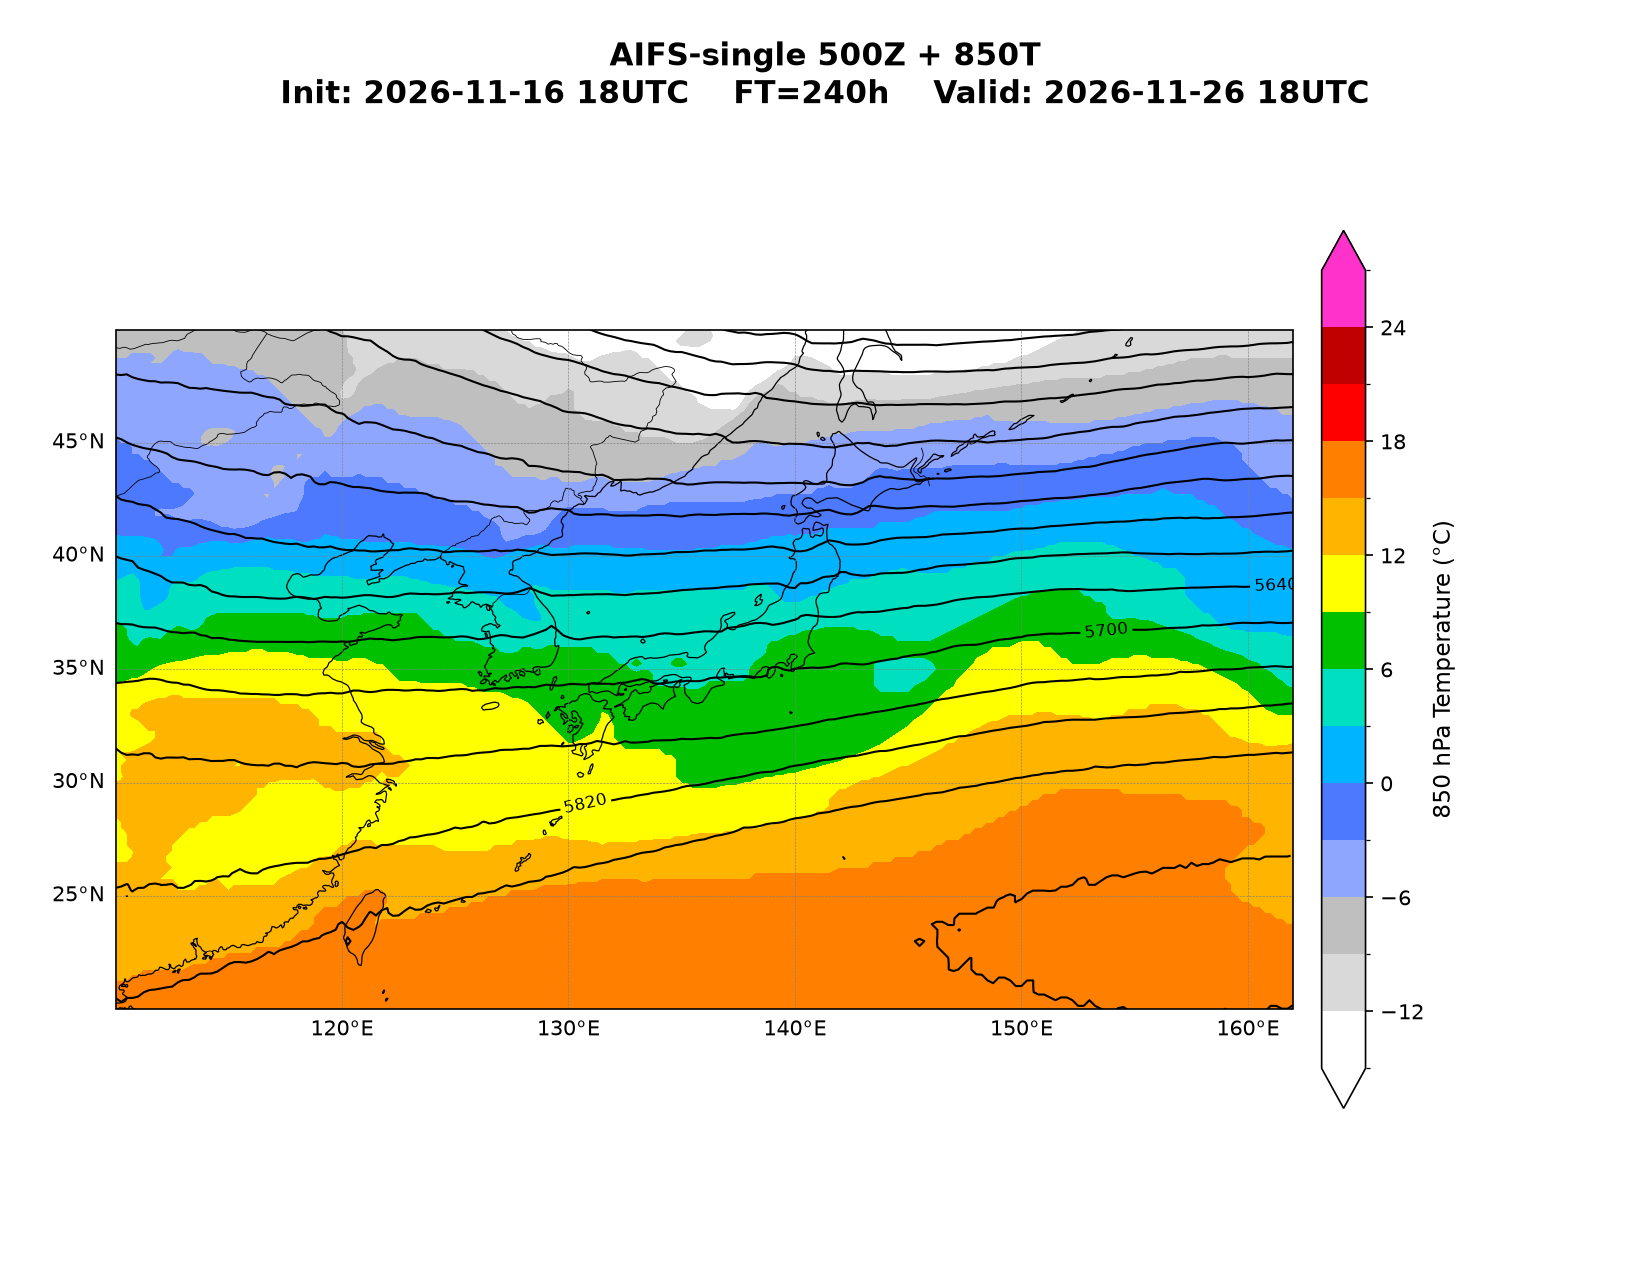 AIFS-single 500Z + 850T
Init: 2026-11-16 18UTC    FT=240h    Valid: 2026-11-26 18UTC
45°N
40°N
35°N
30°N
25°N
120°E
130°E
140°E
150°E
160°E
5640
5700
5820
24
18
12
6
0
−6
−12
850 hPa Temperature (°C)